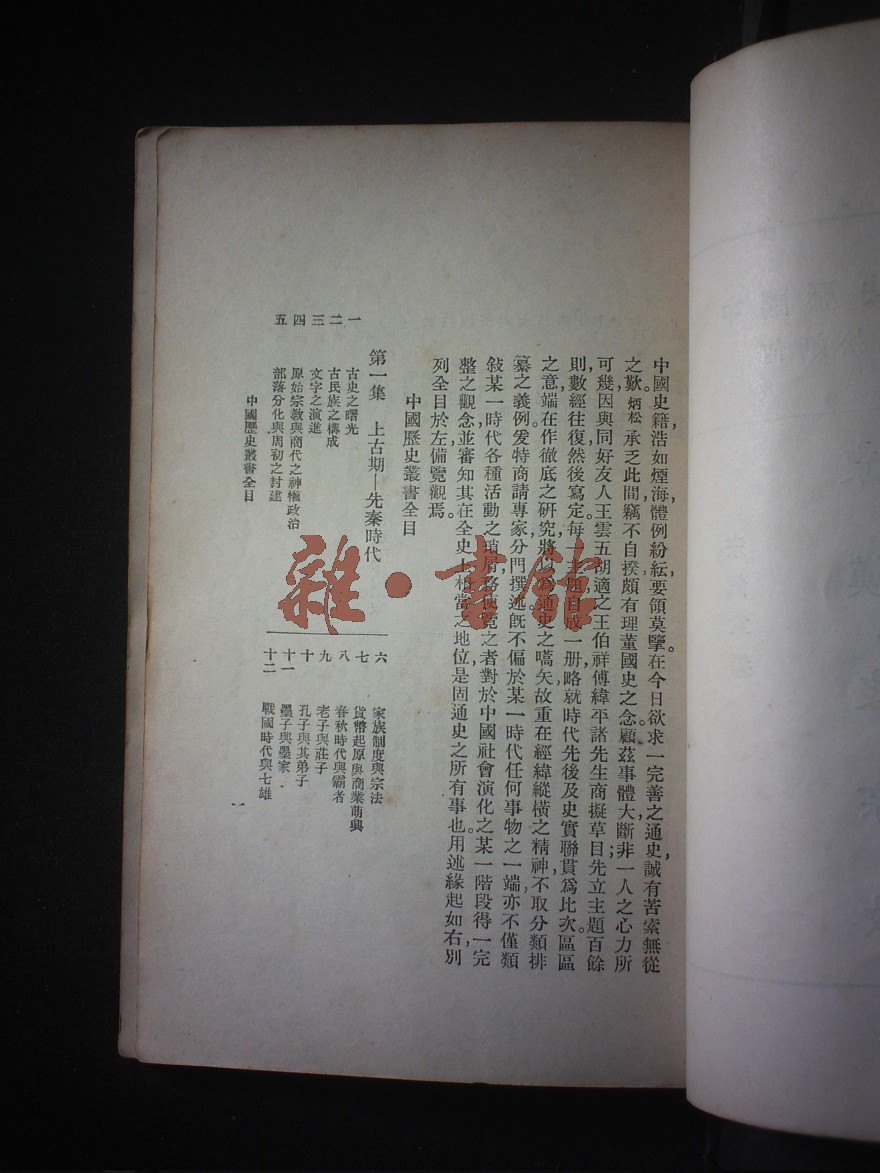 中國史籍，浩如煙海，體例紛紜，要領莫擥。在今日欲求一完善之通史，誠有苦索無從
之歎。炳松承乏此間，竊不自揆，頗有理董國史之念。顧茲事體大，斷非一人之心力所
可幾。因與同好友人王雲五胡適之王伯祥傅緯平諸先生商擬草目，先立主題百餘；
則數經往復然後寫定。每一主題自成一册，略就時代先後及史實聯貫爲比次。區區
之意，端在作徹底之研究，將以爲通史之嚆矢，故重在經緯縱橫之精神，不取分類排
纂之義例。爰特商請專家，分門撰述，旣不偏於某一時代任何事物之一端，亦不僅類
敍某一時代各種活動之瑣屑，務使覽之者對於中國社會演化之某一階段得一完
整之觀念，並審知其在全史上相當之地位，是固通史之所有事也。用述緣起如右，別
列全目於左，備覽觀焉。
中國歷史叢書全目
第一集 上古期—先秦時代
一 古史之曙光
二 古民族之構成
三 文字之演進
四 原始宗教與商代之神權政治
五 部落分化與周初之封建
六 家族制度與宗法
七 貨幣起原與商業萌興
八 春秋時代與霸者
九 老子與莊子
十 孔子與其弟子
十一 墨子與墨家
十二 戰國時代與七雄
中國歷史叢書全目
一
雜·書館